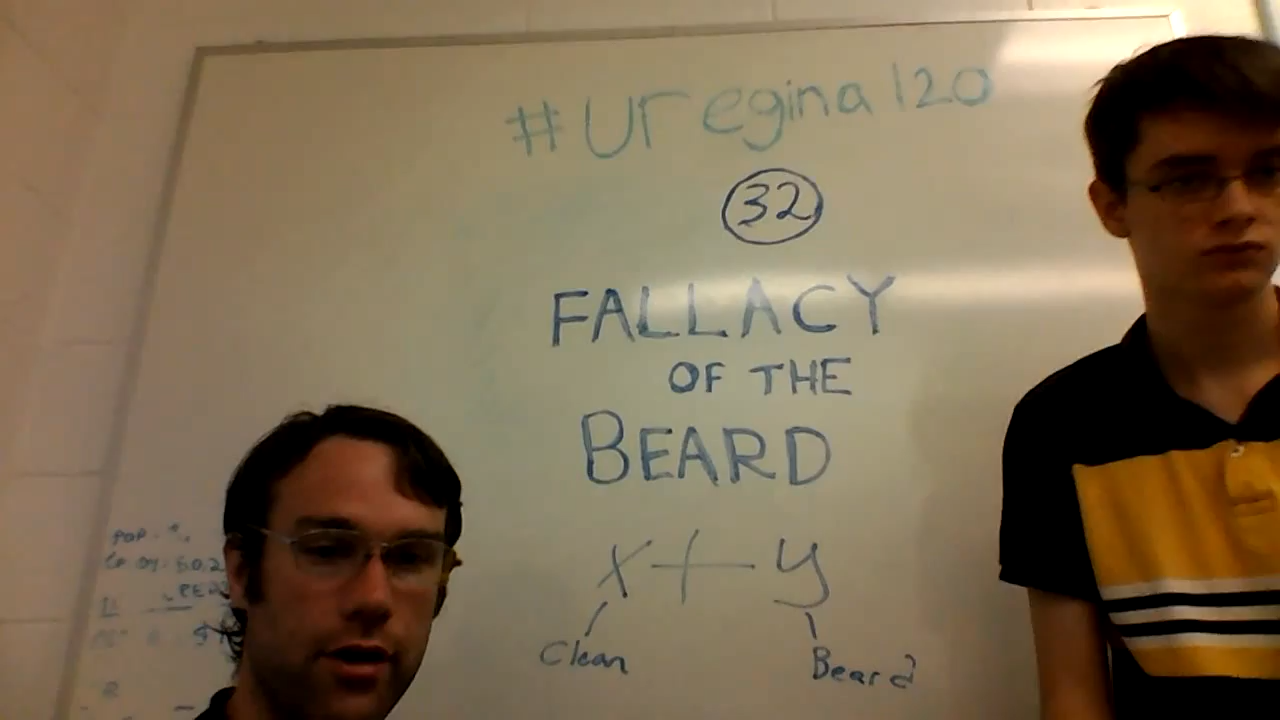 #Uregina120
32
FALLACY
OF THE
BEARD
x + y
Clean Beard